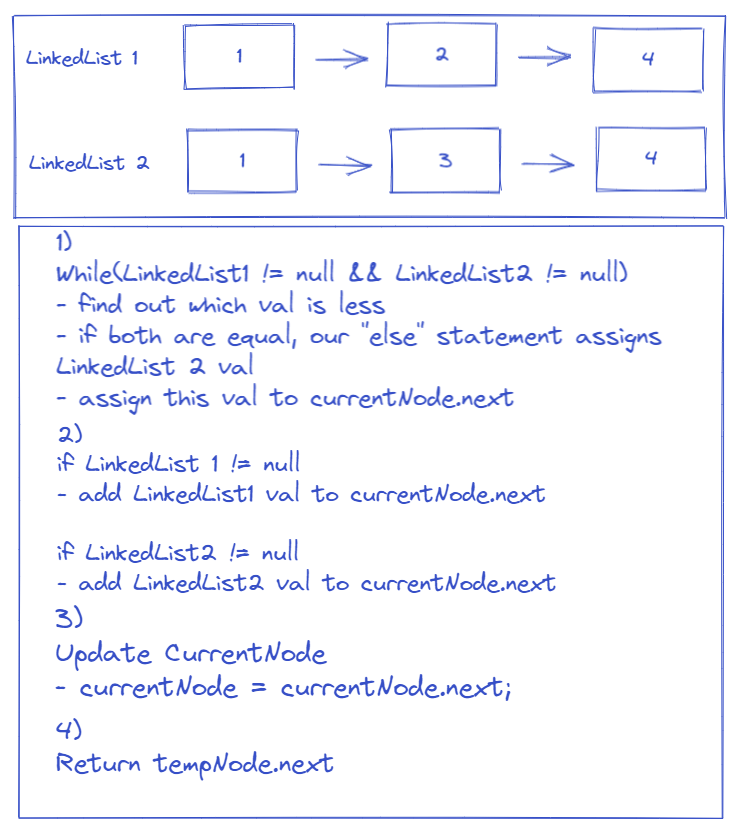 LinkedList 1 1 2 4
LinkedList 2 1 3 4
1)
While(LinkedList1 != null && LinkedList2 != null)
- find out which val is less
- if both are equal, our "else" statement assigns
LinkedList 2 val
- assign this val to currentNode.next
2)
if LinkedList 1 != null
- add LinkedList1 val to currentNode.next
if LinkedList2 != null
- add LinkedList2 val to currentNode.next
3)
Update CurrentNode
- currentNode = currentNode.next;
4)
Return tempNode.next